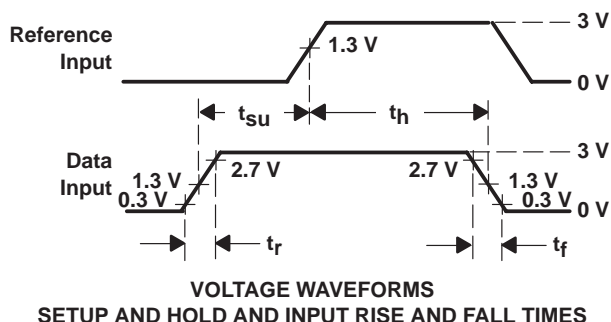 Reference
Input
1.3 V
3 V
0 V
tsu
th
Data
Input
2.7 V
2.7 V
3 V
1.3 V
1.3 V
0.3 V
0.3 V
0 V
tr
tf
VOLTAGE WAVEFORMS
SETUP AND HOLD AND INPUT RISE AND FALL TIMES